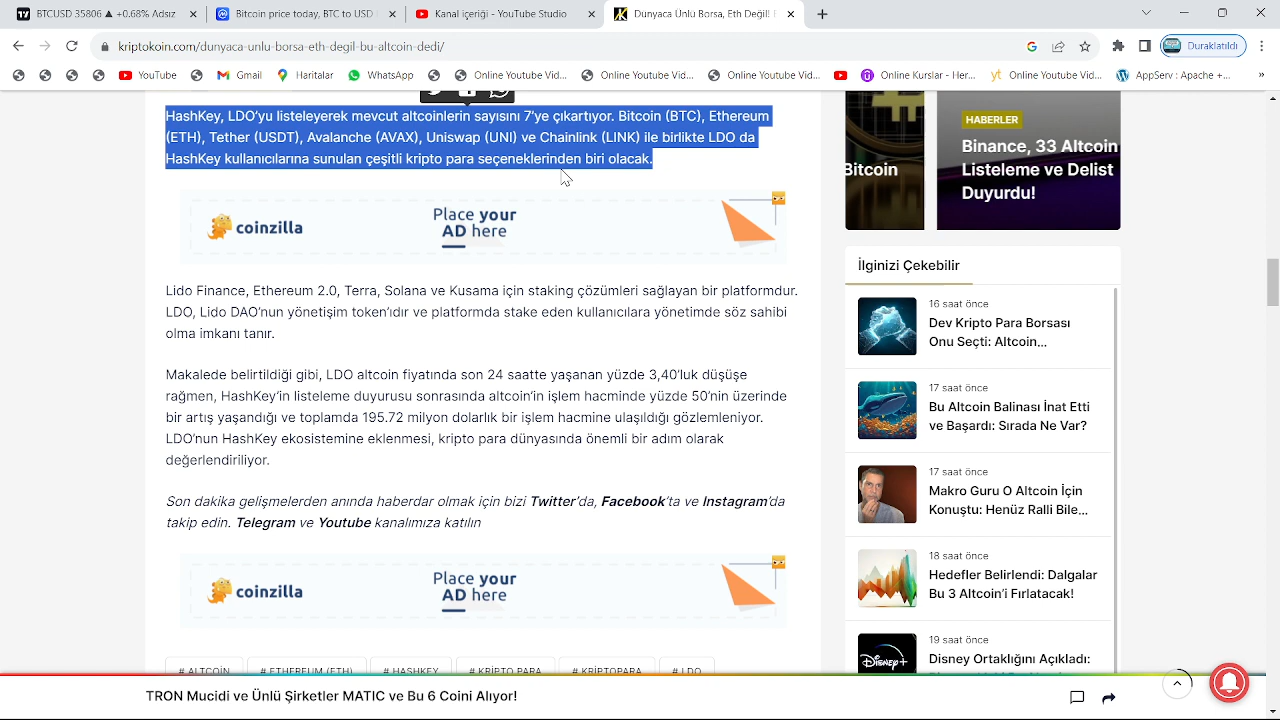 BTCUSD 35806 ▲ +0.68% Adsız
Bitcoin price today, BTC to USD
Kanal içeriği - YouTube Studio
Dünyaca Ünlü Borsa, Eth Değil!
kriptokoin.com/dunyaca-unlu-borsa-eth-degil-bu-altcoin-dedi/
Duraklatıldı
YouTube
Gmail
Haritalar
WhatsApp
Online Youtube Vid...
Online Youtube Vid...
Online Youtube Vid...
Online Kurslar - Her...
Online Youtube Vid...
AppServ : Apache +...
»
LDO'yu listeleyerek mevcut altcoinlerin sayısını 7'ye çıkartıyor. Bitcoin (BTC), Ethereum
(ETH), Tether (USDT), Avalanche (AVAX), Uniswap (UNI) ve Chainlink (LINK) ile birlikte LDO da
HashKey kullanıcılarına sunulan çeşitli kripto para seçeneklerinden biri olacak.
coinzilla
Place your
AD here
Lido Finance, Ethereum 2.0, Terra, Solana ve Kusama için staking çözümleri sağlayan bir platformdur.
LDO, Lido DAO'nun yönetişim token'ıdır ve platformda stake eden kullanıcılara yönetimde söz sahibi
olma imkanı tanır.
Makalede belirtildiği gibi, LDO altcoin fiyatında son 24 saatte yaşanan yüzde 3,40'luk düşüşe
rağmen, HashKey'in listeleme duyurusu sonrasında altcoin'in işlem hacminde yüzde 50'nin üzerinde
bir artış yaşandığı ve toplamda 195.72 milyon dolarlık bir işlem hacmine ulaşıldığı gözlemleniyor.
LDO'nun HashKey ekosistemine eklenmesi, kripto para dünyasında önemli bir adım olarak
değerlendiriliyor.
Son dakika gelişmelerden anında haberdar olmak için bizi Twitter'da, Facebook'ta ve Instagram'da
takip edin. Telegram ve Youtube kanalımıza katılın
coinzilla
Place your
AD here
# ALTCOIN
# ETHEREUM (ETH)
# HASHKEY
# KRİPTO PARA
# KRİPTOPARA
# LDO
Bitcoin
HABERLER
Binance, 33 Altcoin
Listeleme ve Delist
Duyurdu!
İlginizi Çekebilir
16 saat önce
Dev Kripto Para Borsası
Onu Seçti: Altcoin...
17 saat önce
Bu Altcoin Balinası İnat Etti
ve Başardı: Sırada Ne Var?
17 saat önce
Makro Guru O Altcoin İçin
Konuştu: Henüz Ralli Bile...
18 saat önce
Hedefler Belirlendi: Dalgalar
Bu 3 Altcoin'i Fırlatacak!
19 saat önce
Disney+
Disney Ortaklığını Açıkladı:
TRON Mucidi ve Ünlü Şirketler MATIC ve Bu 6 Coini Alıyor!